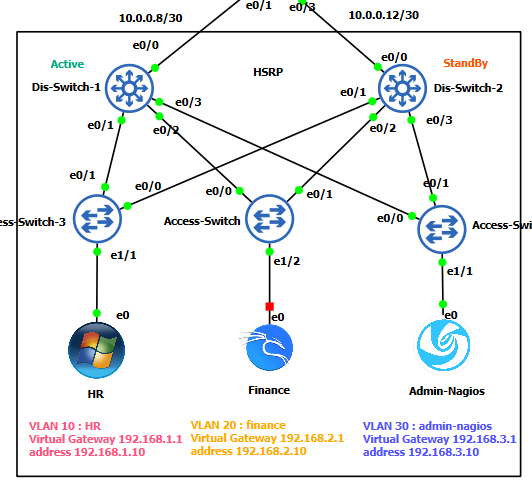 e0/1 e0/3
10.0.0.8/30 10.0.0.12/30
e0/0 e0/0
Active HSRP StandBy
Dis-Switch-1 Dis-Switch-2
e0/3 e0/1
e0/1 e0/2 e0/2 e0/3
e0/1 e0/0 e0/0 e0/1 e0/1
ess-Switch-3 Access-Switch e0/0 Access-Swi
e1/1 e1/2 e1/1
e0 e0 e0
HR Finance Admin-Nagios
VLAN 10 : HR
Virtual Gateway 192.168.1.1
address 192.168.1.10
VLAN 20 : finance
Virtual Gateway 192.168.2.1
address 192.168.2.10
VLAN 30 : admin-nagios
Virtual Gateway 192.168.3.1
address 192.168.3.10